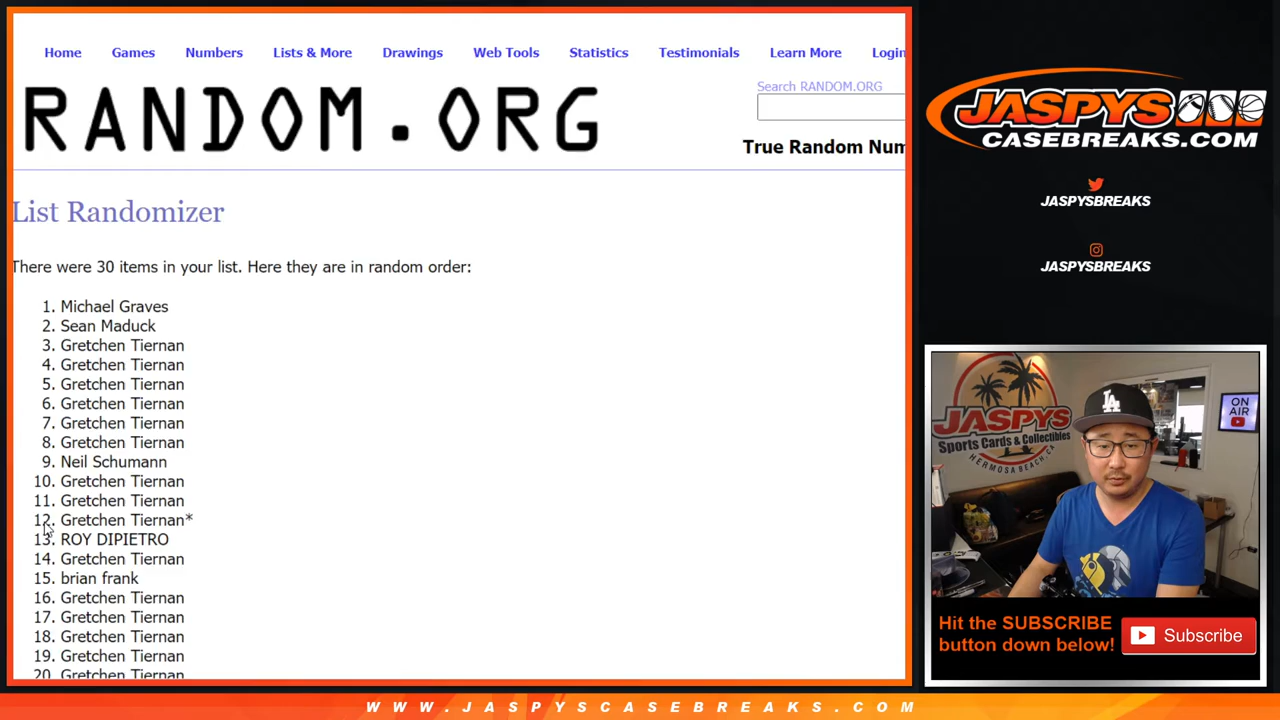 Home Games Numbers Lists & More Drawings Web Tools Statistics Testimonials Learn More Login
Search RANDOM.ORG
RANDOM.ORG
True Random Num
List Randomizer
There were 30 items in your list. Here they are in random order:
1. Michael Graves
2. Sean Maduck
3. Gretchen Tiernan
4. Gretchen Tiernan
5. Gretchen Tiernan
6. Gretchen Tiernan
7. Gretchen Tiernan
8. Gretchen Tiernan
9. Neil Schumann
10. Gretchen Tiernan
11. Gretchen Tiernan
12. Gretchen Tiernan*
13. ROY DIPIETRO
14. Gretchen Tiernan
15. brian frank
16. Gretchen Tiernan
17. Gretchen Tiernan
18. Gretchen Tiernan
19. Gretchen Tiernan
20. Gretchen Tiernan
JASPYS
CASEBREAKS.COM
JASPYSBREAKS
JASPYSBREAKS
JASPYS
Sports Cards & Collectibles
HERMOSA BEACH, CA
LA
ON
AIR
Hit the SUBSCRIBE
button down below!
Subscribe
WWW.JASPYSCASEBREAKS.COM